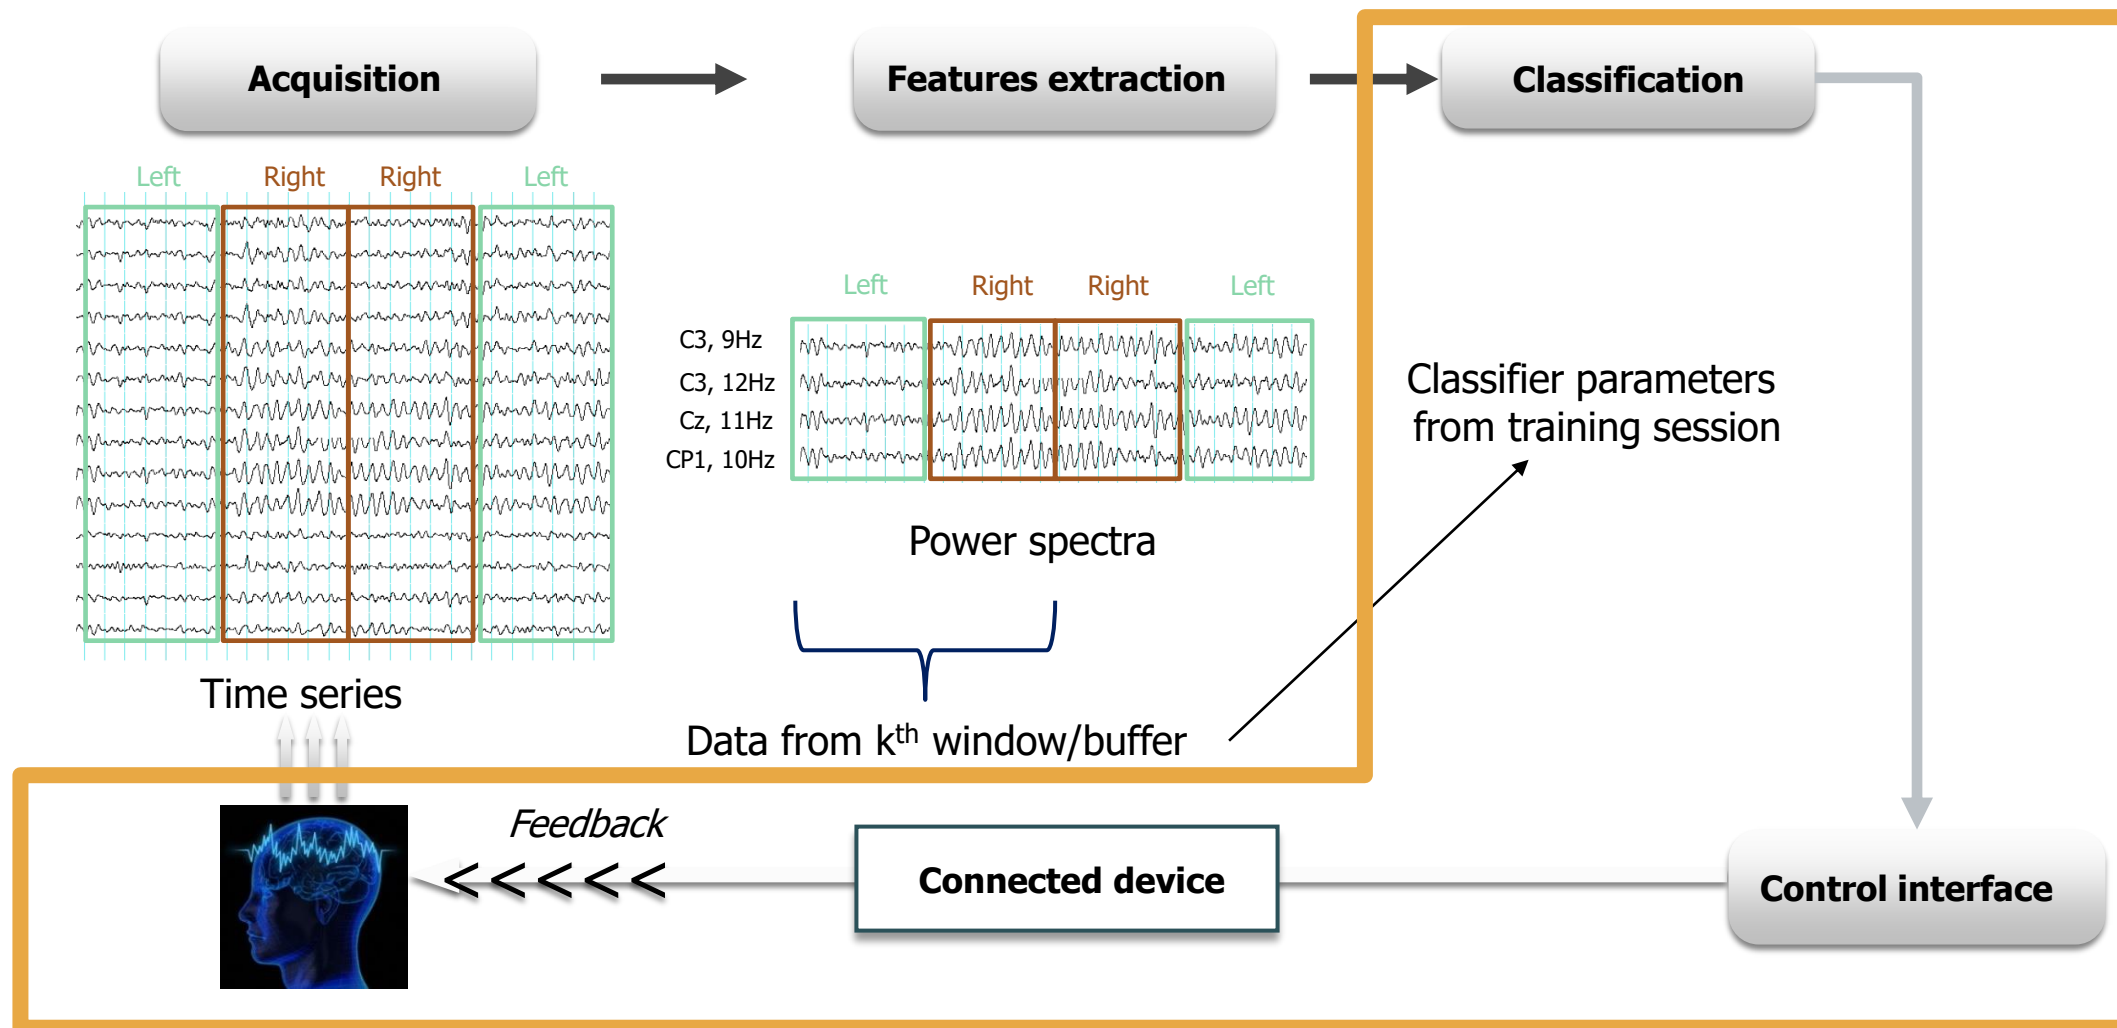 Acquisition
Features extraction
Classification
Left Right Right Left
Left Right Right Left
C3, 9Hz
C3, 12Hz
Cz, 11Hz
CP1, 10Hz
Classifier parameters
from training session
Power spectra
Time series
Data from kth window/buffer
Feedback
<<<<<
Connected device
Control interface